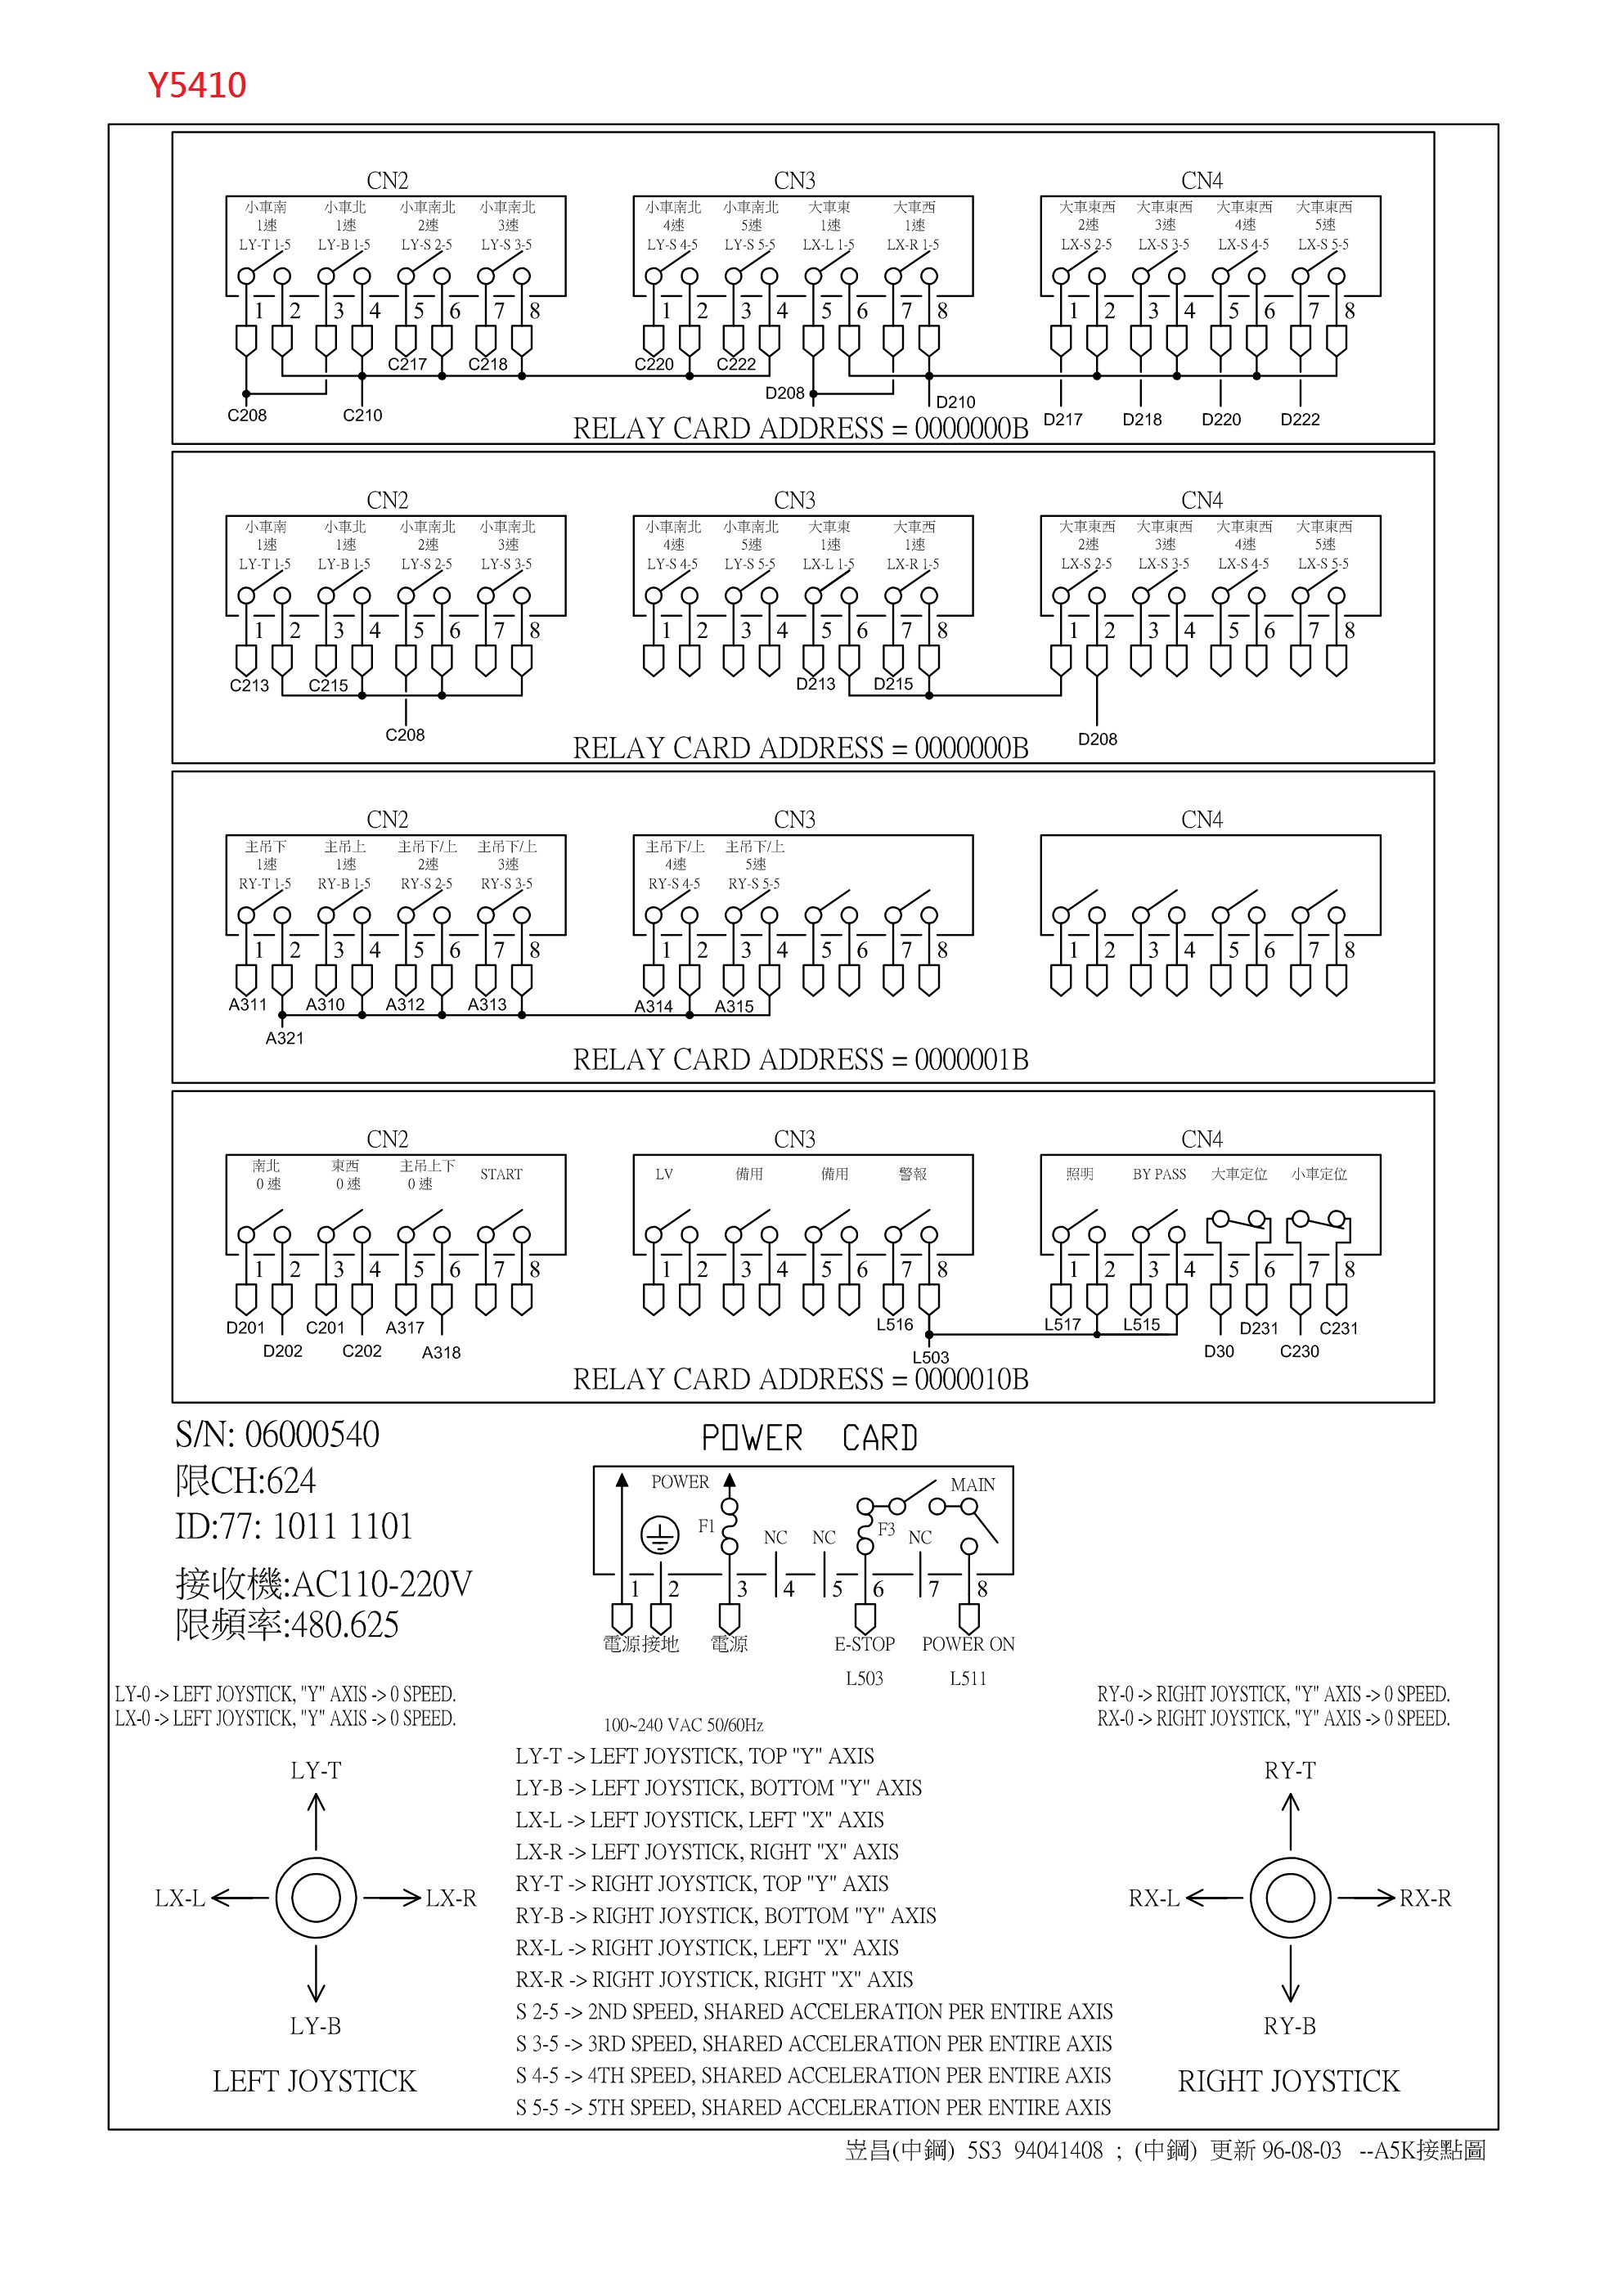 Y5410
CN2 CN3 CN4
小車南 小車北 小車南北 小車南北 小車南北 小車南北 大車東 大車西 大車東西 大車東西 大車東西 大車東西
1速 1速 2速 3速 4速 5速 1速 1速 2速 3速 4速 5速
LY-T 1-5 LY-B 1-5 LY-S 2-5 LY-S 3-5 LY-S 4-5 LY-S 5-5 LX-L 1-5 LX-R 1-5 LX-S 2-5 LX-S 3-5 LX-S 4-5 LX-S 5-5
1 2 3 4 5 6 7 8 1 2 3 4 5 6 7 8 1 2 3 4 5 6 7 8
C217 C218 C220 C222
D208 D210
C208 C210 D217 D218 D220 D222
RELAY CARD ADDRESS = 0000000B
CN2 CN3 CN4
小車南 小車北 小車南北 小車南北 小車南北 小車南北 大車東 大車西 大車東西 大車東西 大車東西 大車東西
1速 1速 2速 3速 4速 5速 1速 1速 2速 3速 4速 5速
LY-T 1-5 LY-B 1-5 LY-S 2-5 LY-S 3-5 LY-S 4-5 LY-S 5-5 LX-L 1-5 LX-R 1-5 LX-S 2-5 LX-S 3-5 LX-S 4-5 LX-S 5-5
1 2 3 4 5 6 7 8 1 2 3 4 5 6 7 8 1 2 3 4 5 6 7 8
C213 C215 D213 D215
C208 D208
RELAY CARD ADDRESS = 0000000B
CN2 CN3 CN4
主吊下 主吊上 主吊下/上 主吊下/上 主吊下/上 主吊下/上
1速 1速 2速 3速 4速 5速
RY-T 1-5 RY-B 1-5 RY-S 2-5 RY-S 3-5 RY-S 4-5 RY-S 5-5
1 2 3 4 5 6 7 8 1 2 3 4 5 6 7 8 1 2 3 4 5 6 7 8
A311 A310 A312 A313 A314 A315
A321
RELAY CARD ADDRESS = 0000001B
CN2 CN3 CN4
南北 東西 主吊上下 START LV 備用 備用 警報 照明 BY PASS 大車定位 小車定位
0 速 0 速 0 速
1 2 3 4 5 6 7 8 1 2 3 4 5 6 7 8 1 2 3 4 5 6 7 8
D201 C201 A317 L516 L517 L515 D231 C231
D202 C202 A318 L503 D30 C230
RELAY CARD ADDRESS = 0000010B
S/N: 06000540
限CH:624
ID:77: 1011 1101
接收機:AC110-220V
限頻率:480.625
POWER CARD
POWER MAIN
F1 F3
NC NC NC
1 2 3 4 5 6 7 8
電源 接地 電源 E-STOP POWER ON
L503 L511
100~240 VAC 50/60Hz
LY-0 -> LEFT JOYSTICK, "Y" AXIS -> 0 SPEED.
LX-0 -> LEFT JOYSTICK, "Y" AXIS -> 0 SPEED.
RY-0 -> RIGHT JOYSTICK, "Y" AXIS -> 0 SPEED.
RX-0 -> RIGHT JOYSTICK, "Y" AXIS -> 0 SPEED.
LY-T
LX-L LX-R
LY-B
LEFT JOYSTICK
LY-T -> LEFT JOYSTICK, TOP "Y" AXIS
LY-B -> LEFT JOYSTICK, BOTTOM "Y" AXIS
LX-L -> LEFT JOYSTICK, LEFT "X" AXIS
LX-R -> LEFT JOYSTICK, RIGHT "X" AXIS
RY-T -> RIGHT JOYSTICK, TOP "Y" AXIS
RY-B -> RIGHT JOYSTICK, BOTTOM "Y" AXIS
RX-L -> RIGHT JOYSTICK, LEFT "X" AXIS
RX-R -> RIGHT JOYSTICK, RIGHT "X" AXIS
S 2-5 -> 2ND SPEED, SHARED ACCELERATION PER ENTIRE AXIS
S 3-5 -> 3RD SPEED, SHARED ACCELERATION PER ENTIRE AXIS
S 4-5 -> 4TH SPEED, SHARED ACCELERATION PER ENTIRE AXIS
S 5-5 -> 5TH SPEED, SHARED ACCELERATION PER ENTIRE AXIS
RY-T
RX-L RX-R
RY-B
RIGHT JOYSTICK
岦昌(中鋼) 5S3 94041408 ; (中鋼) 更新 96-08-03 --A5K接點圖